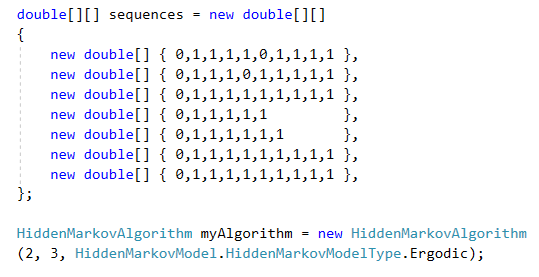 double[][] sequences = new double[][]
{
    new double[] { 0,1,1,1,1,0,1,1,1,1 },
    new double[] { 0,1,1,1,0,1,1,1,1,1 },
    new double[] { 0,1,1,1,1,1,1,1,1,1 },
    new double[] { 0,1,1,1,1,1         },
    new double[] { 0,1,1,1,1,1,1       },
    new double[] { 0,1,1,1,1,1,1,1,1,1 },
    new double[] { 0,1,1,1,1,1,1,1,1,1 },
};
HiddenMarkovAlgorithm myAlgorithm = new HiddenMarkovAlgorithm
(2, 3, HiddenMarkovModel.HiddenMarkovModelType.Ergodic);